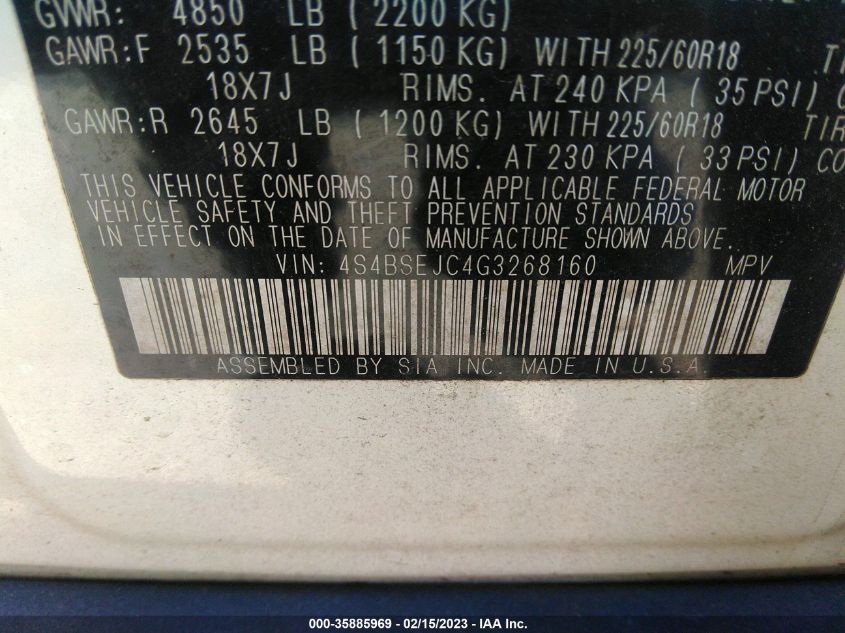 GVWR: 4850 LB ( 2200 KG)
GAWR:F 2535 LB ( 1150 KG) WITH 225/60R18
18X7J RIMS. AT 240 KPA ( 35 PSI)
GAWR:R 2645 LB ( 1200 KG) WITH 225/60R18 TIR
18X7J RIMS. AT 230 KPA ( 33 PSI) CO
THIS VEHICLE CONFORMS TO ALL APPLICABLE FEDERAL MOTOR
VEHICLE SAFETY AND THEFT PREVENTION STANDARDS
IN EFFECT ON THE DATE OF MANUFACTURE SHOWN ABOVE.
VIN: 4S4BSEJC4G3268160 MPV
ASSEMBLED BY SIA INC. MADE IN U.S.A.
000-35885969 - 02/15/2023 - © IAA Inc.